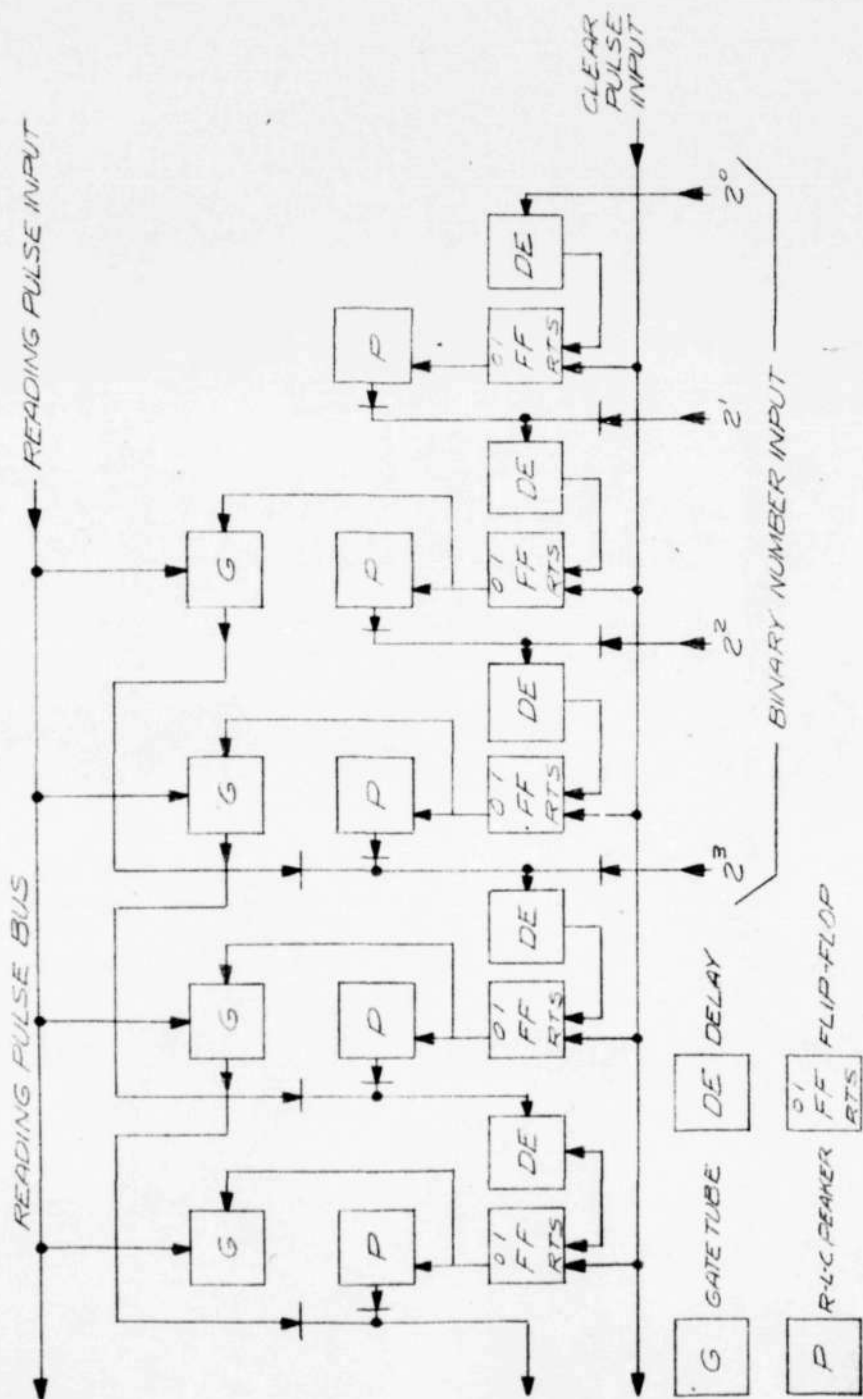 READING PULSE BUS
READING PULSE INPUT
G
G
G
G
P
P
P
P
P
0 1
FF
RTS
DE
0 1
FF
RTS
DE
0 1
FF
RTS
DE
0 1
FF
RTS
DE
0 1
FF
RTS
DE
CLEAR
PULSE
INPUT
2³
2²
2¹
2⁰
BINARY NUMBER INPUT
G GATE TUBE
DE DELAY
P R-L-C PEAKER
0 1
FF
RTS
FLIP-FLOP